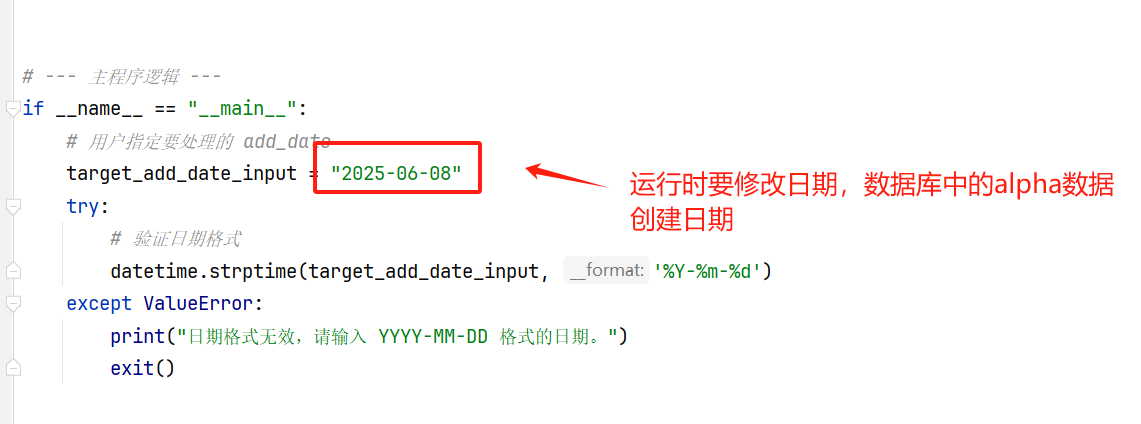 # --- 主程序逻辑 ---
if __name__ == "__main__":
# 用户指定要处理的 add_date
target_add_date_input = "2025-06-08"
运行时要修改日期，数据库中的alpha数据
创建日期
try:
# 验证日期格式
datetime.strptime(target_add_date_input, __format: '%Y-%m-%d')
except ValueError:
print("日期格式无效，请输入 YYYY-MM-DD 格式的日期。")
exit()